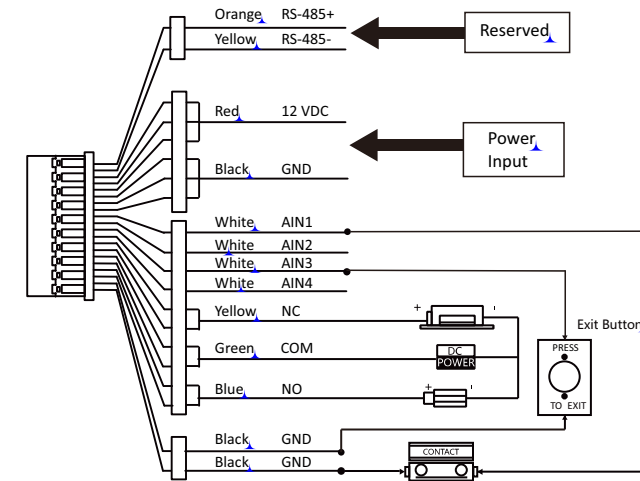 Orange RS-485+
Yellow RS-485-
Reserved
Red 12 VDC
Power
Input
Black GND
White AIN1
White AIN2
White AIN3
White AIN4
Yellow NC
+ -
Exit Button
Green COM
DC
POWER
PRESS
TO EXIT
Blue NO
+ -
Black GND
Black GND
CONTACT